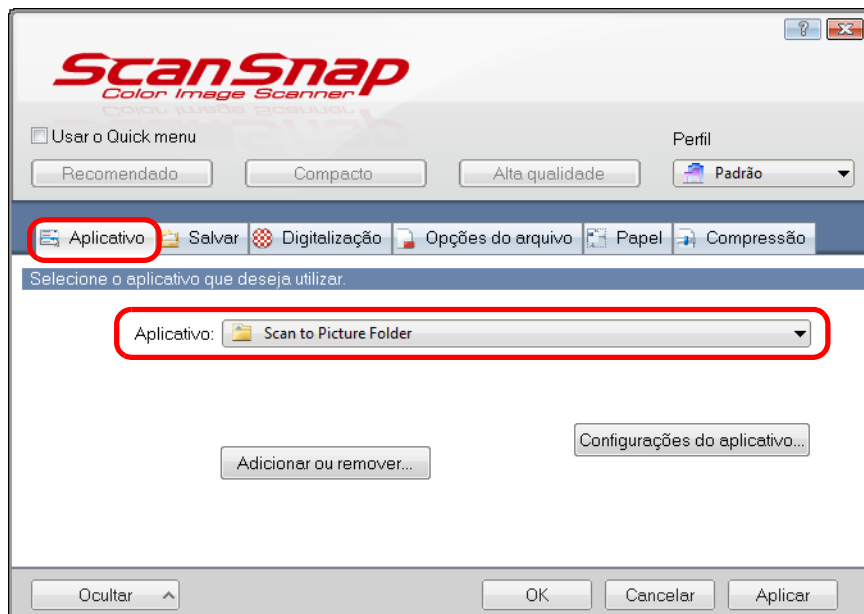 ScanSnap
Color Image Scanner
Usar o Quick menu
Perfil
Recomendado Compacto Alta qualidade Padrão
Aplicativo Salvar Digitalização Opções do arquivo Papel Compressão
Selecione o aplicativo que deseja utilizar.
Aplicativo: Scan to Picture Folder
Configurações do aplicativo...
Adicionar ou remover...
Ocultar OK Cancelar Aplicar